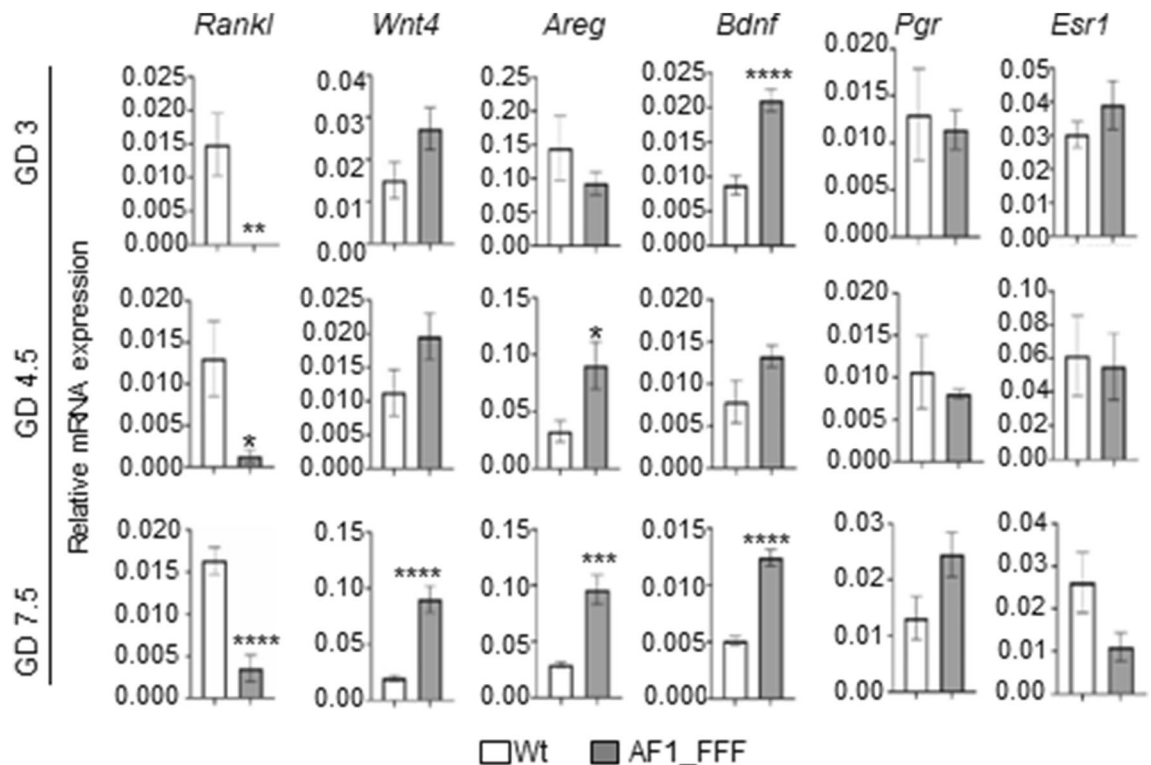 Rankl Wnt4 Areg Bdnf Pgr Esr1
GD 3
0.025 0.04 0.25 0.025 0.020 0.05
0.020 0.03 0.20 0.020 0.015 0.04
0.015 0.02 0.15 0.015 0.010 0.03
0.010 0.01 0.10 0.010 0.005 0.02
0.005 0.00 0.05 0.005 0.000 0.01
0.000 0.00 0.000 0.00
** ****
GD 4.5
Relative mRNA expression
0.020 0.025 0.15 0.020 0.020 0.10
0.015 0.020 0.10 0.015 0.015 0.08
0.010 0.015 0.05 0.010 0.010 0.06
0.005 0.010 0.00 0.005 0.005 0.04
0.000 0.005 0.000 0.000 0.02
0.000 0.00
* *
GD 7.5
0.020 0.15 0.15 0.015 0.03 0.04
0.015 0.10 0.10 0.010 0.02 0.03
0.010 0.05 0.05 0.005 0.01 0.02
0.005 0.00 0.00 0.000 0.00 0.01
0.000 0.00
**** **** *** ****
Wt AF1_FFF